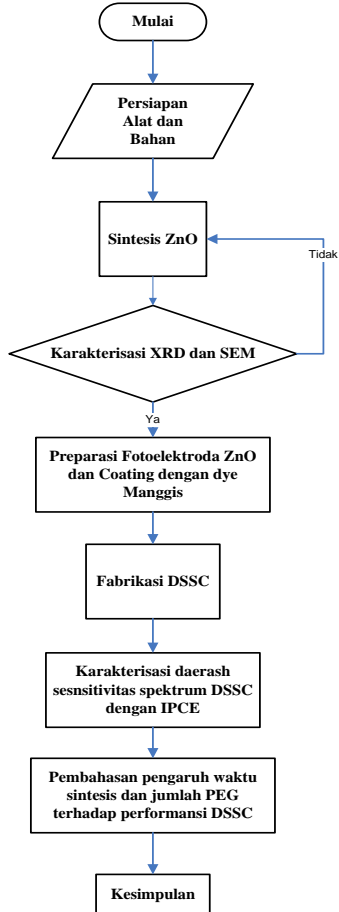 Mulai
Persiapan
Alat dan
Bahan
Sintesis ZnO
Tidak
Karakterisasi XRD dan SEM
Ya
Preparasi Fotoelektroda ZnO
dan Coating dengan dye
Manggis
Fabrikasi DSSC
Karakterisasi daerash
sesnsitivitas spektrum DSSC
dengan IPCE
Pembahasan pengaruh waktu
sintesis dan jumlah PEG
terhadap performansi DSSC
Kesimpulan